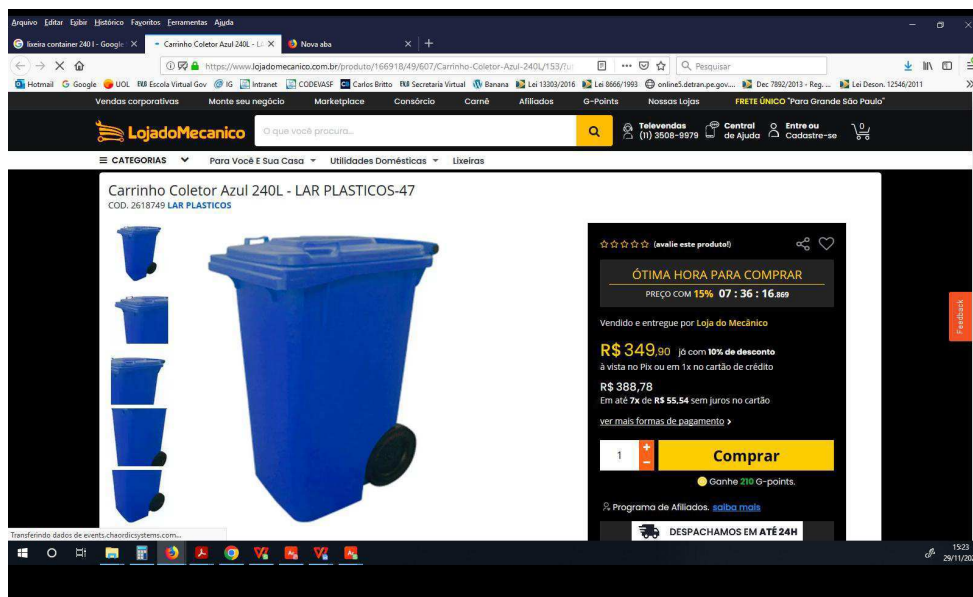 Arquivo Editar Exibir Histórico Favoritos Ferramentas Ajuda
lixeira container 240 l - Google
Carrinho Coletor Azul 240L - L
Nova aba
https://www.lojadomecanico.com.br/produto/166918/49/607/Carrinho-Coletor-Azul-240L/153/?u
Pesquisar
Hotmail Google UOL Escola Virtual Gov IG Intranet CODEVASF Carlos Britto Secretaria Virtual Banana Lei 13303/2016 Lei 8666/1993 online5.detran.pe.gov.... Dec 7892/2013 - Reg. ... Lei Deson. 12546/2011
Vendas corporativas Monte seu negócio Marketplace Consórcio Carnê Afiliados G-Points Nossas Lojas FRETE ÚNICO "Para Grande São Paulo"
LojadoMecanico
O que você procura...
Televendas (11) 3508-9979
Central de Ajuda
Entre ou Cadastre-se
0
CATEGORIAS Para Você E Sua Casa Utilidades Domésticas Lixeiras
Carrinho Coletor Azul 240L - LAR PLASTICOS-47
COD. 2618749 LAR PLASTICOS
(avalie este produto!)
ÓTIMA HORA PARA COMPRAR
PREÇO COM 15% 07 : 36 : 16.869
Vendido e entregue por Loja do Mecânico
R$ 349,90 já com 10% de desconto
à vista no Pix ou em 1x no cartão de crédito
R$ 388,78
Em até 7x de R$ 55,54 sem juros no cartão
ver mais formas de pagamento >
1 + -
Comprar
Ganhe 210 G-points.
Programa de Afiliados. saiba mais
DESPACHAMOS EM ATÉ 24H
Feedback
Transferindo dados de events.chaordicsystems.com...
15:23
29/11/202